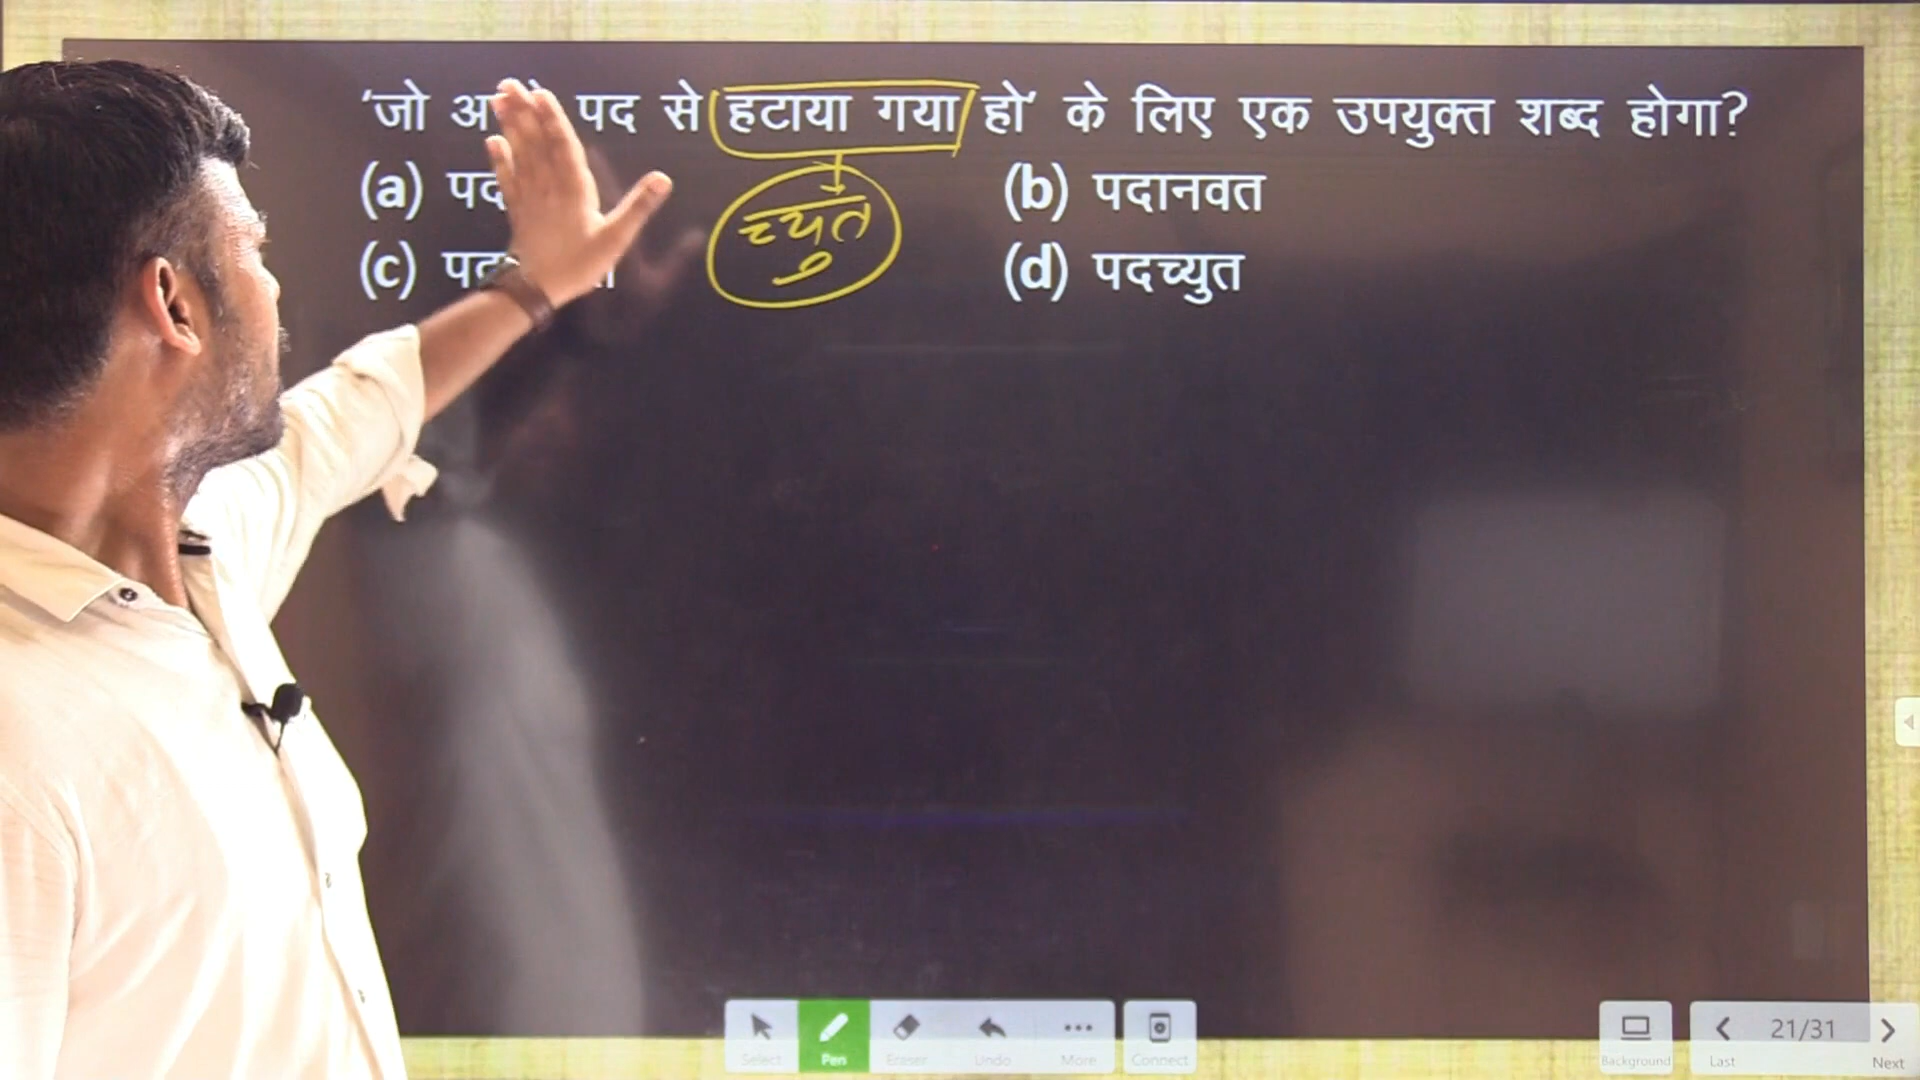 'जो पद से हटाया गया हो' के लिए एक उपयुक्त शब्द होगा?
(a)
(b) पदानवत
च्युत
(c)
(d) पदच्युत
Select
Pen
Eraser
Undo
More
Connect
Background
21/31
Last
Next